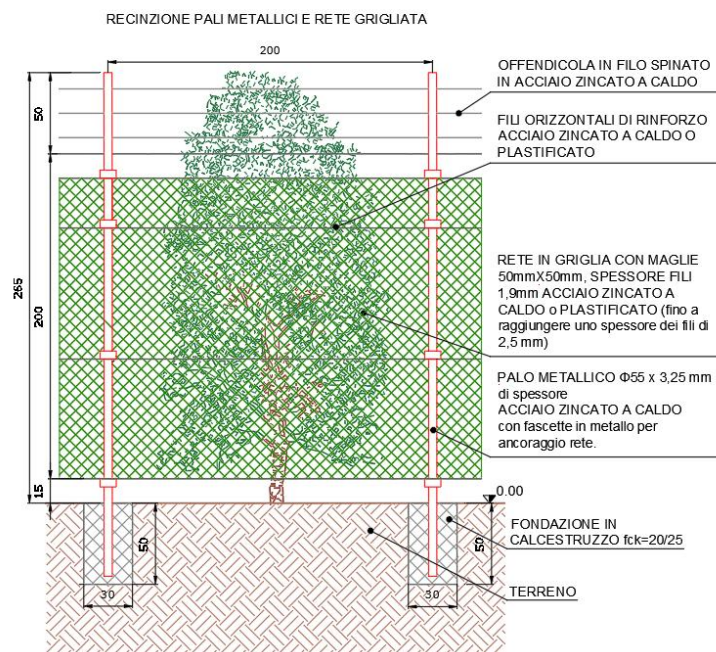 RECINZIONE PALI METALLICI E RETE GRIGLIATA
200
OFFENDICOLA IN FILO SPINATO
IN ACCIAIO ZINCATO A CALDO
50
FILI ORIZZONTALI DI RINFORZO
ACCIAIO ZINCATO A CALDO O
PLASTIFICATO
265
200
RETE IN GRIGLIA CON MAGLIE
50mmX50mm, SPESSORE FILI
1,9mm ACCIAIO ZINCATO A
CALDO o PLASTIFICATO (fino a
raggiungere uno spessore dei fili di
2,5 mm)
PALO METALLICO Φ55 x 3,25 mm
di spessore
ACCIAIO ZINCATO A CALDO
con fascette in metallo per
ancoraggio rete.
15
0.00
50
50
FONDAZIONE IN
CALCESTRUZZO fck=20/25
30
30
TERRENO